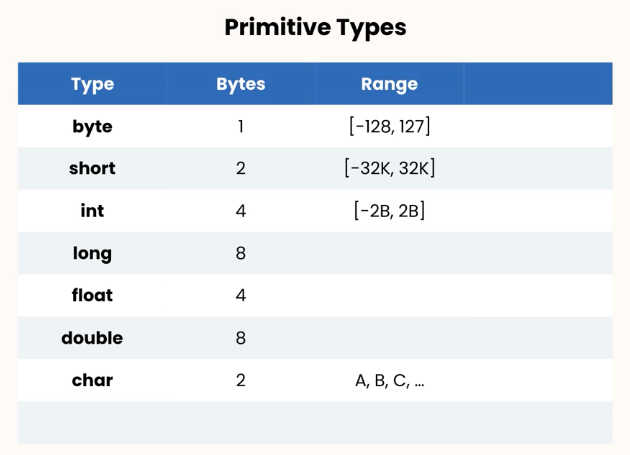 Primitive Types
Type Bytes Range
byte 1 [-128, 127]
short 2 [-32K, 32K]
int 4 [-2B, 2B]
long 8
float 4
double 8
char 2 A, B, C, ...